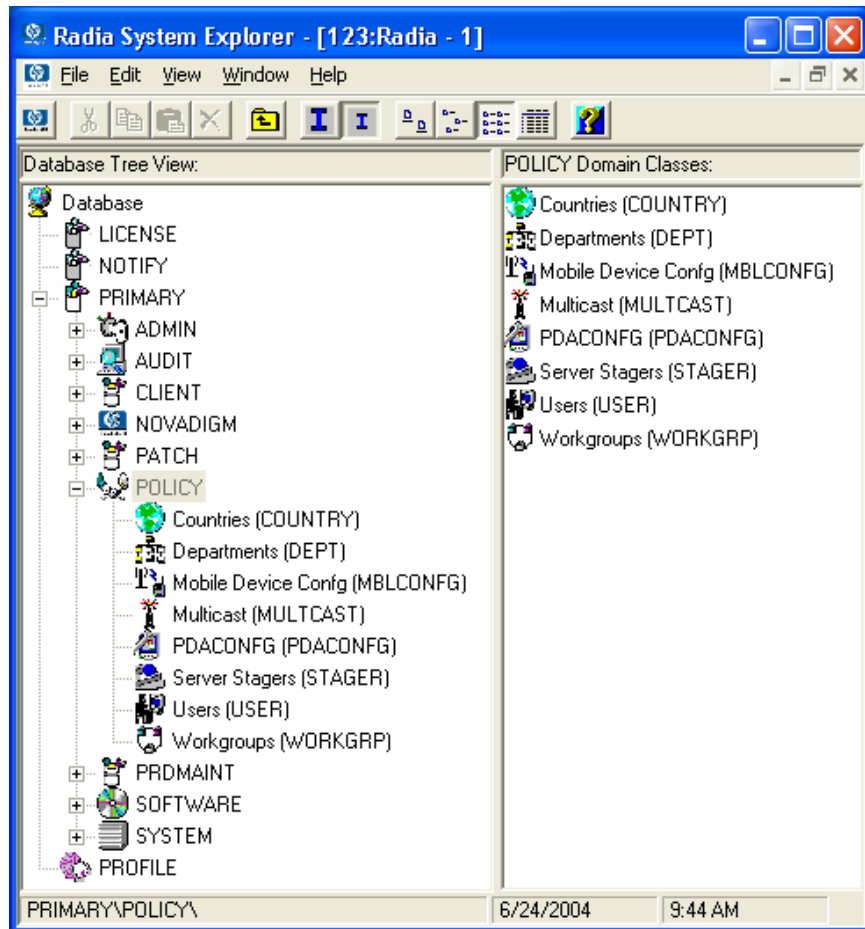 Radia System Explorer - [123:Radia - 1]
File Edit View Window Help
Database Tree View:
Database
LICENSE
NOTIFY
PRIMARY
ADMIN
AUDIT
CLIENT
NOVADIGM
PATCH
POLICY
Countries (COUNTRY)
Departments (DEPT)
Mobile Device Confg (MBLCONFG)
Multicast (MULTCAST)
PDACONFG (PDACONFG)
Server Stagers (STAGER)
Users (USER)
Workgroups (WORKGRP)
PRDMAINT
SOFTWARE
SYSTEM
PROFILE
POLICY Domain Classes:
Countries (COUNTRY)
Departments (DEPT)
Mobile Device Confg (MBLCONFG)
Multicast (MULTCAST)
PDACONFG (PDACONFG)
Server Stagers (STAGER)
Users (USER)
Workgroups (WORKGRP)
PRIMARY\POLICY\ 6/24/2004 9:44 AM